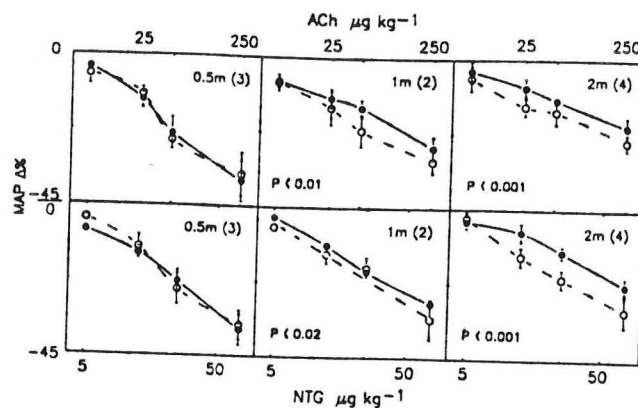 ACh μg kg-1
25 250 25 250 25 250
0
0.5m (3) 1m (2) 2m (4)
MAP Δ%
P < 0.01 P < 0.001
-45
0
0.5m (3) 1m (2) 2m (4)
P < 0.02 P < 0.001
-45
5 50 5 50 5 50
NTG μg kg-1